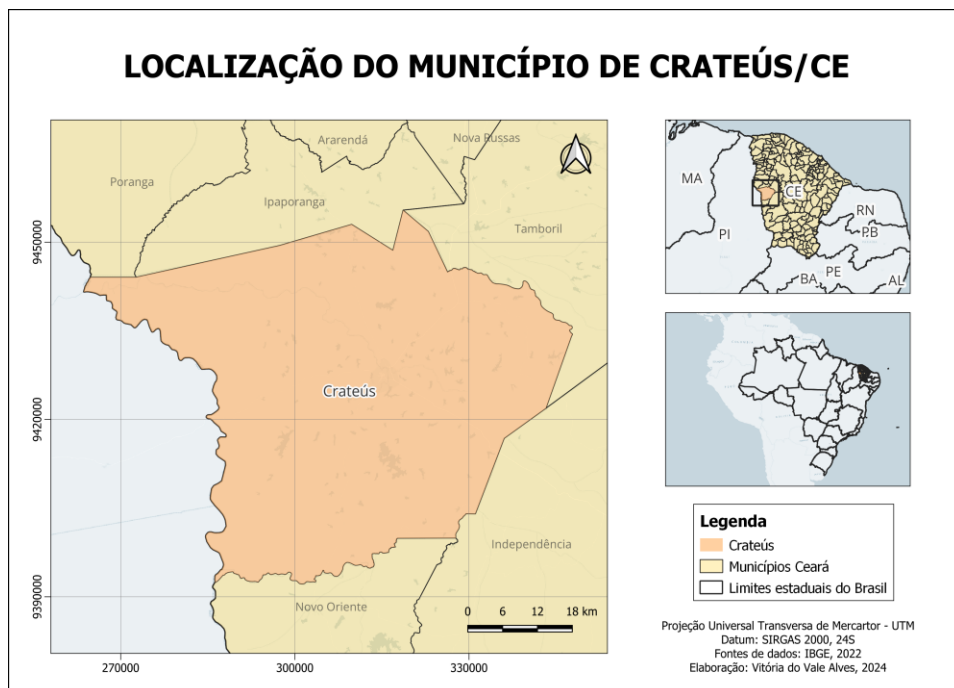 LOCALIZAÇÃO DO MUNICÍPIO DE CRATEÚS/CE
Ararendá
Nova Russas
Poranga
Ipaporanga
Tamboril
Crateús
Independência
Novo Oriente
0 6 12 18 km
9450000
9420000
9390000
270000 300000 330000
MA
CE
PI
RN
PB
PE
BA
AL
Legenda
Crateús
Municípios Ceará
Limites estaduais do Brasil
Projeção Universal Transversa de Mercartor - UTM
Datum: SIRGAS 2000, 24S
Fontes de dados: IBGE, 2022
Elaboração: Vitória do Vale Alves, 2024